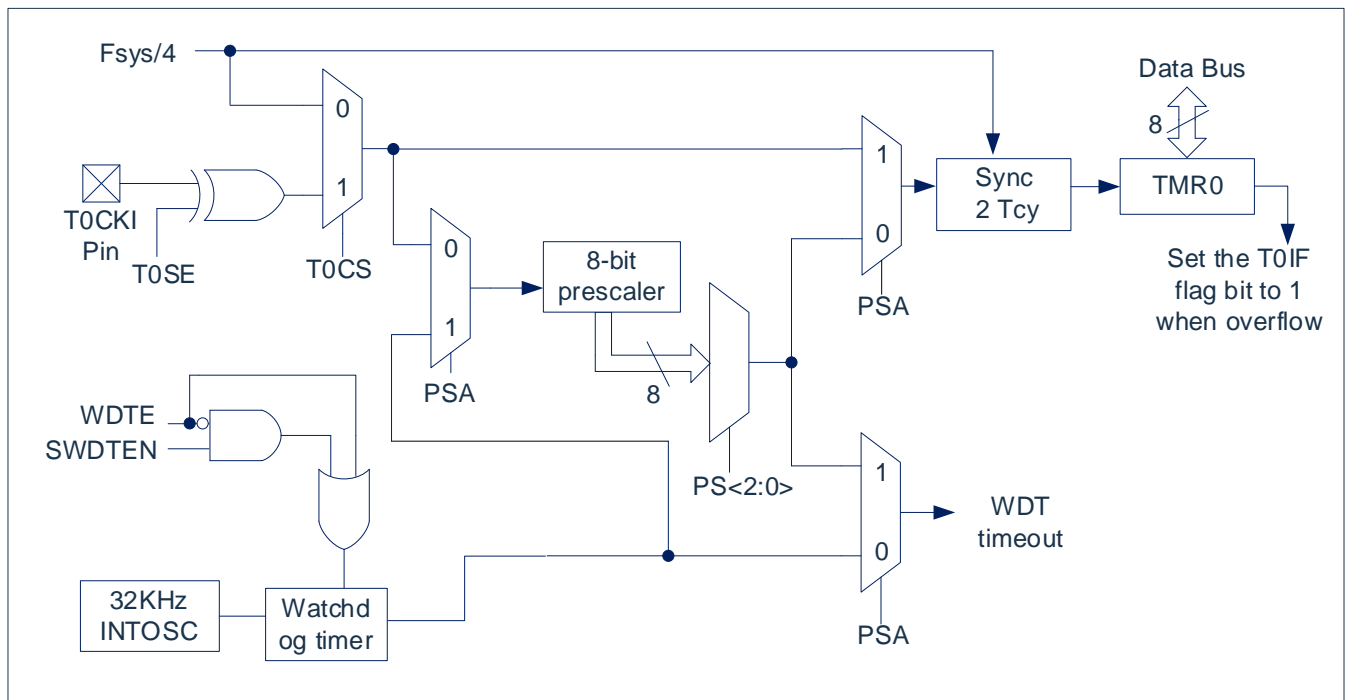 Fsys/4
Data Bus
0
8
1
T0CKI
Pin
T0SE
1
T0CS
Sync
2 Tcy
TMR0
0
1
PSA
8-bit
prescaler
8
PS<2:0>
0
PSA
Set the T0IF
flag bit to 1
when overflow
WDTE
SWDTEN
1
0
PSA
WDT
timeout
32KHz
INTOSC
Watchd
og timer